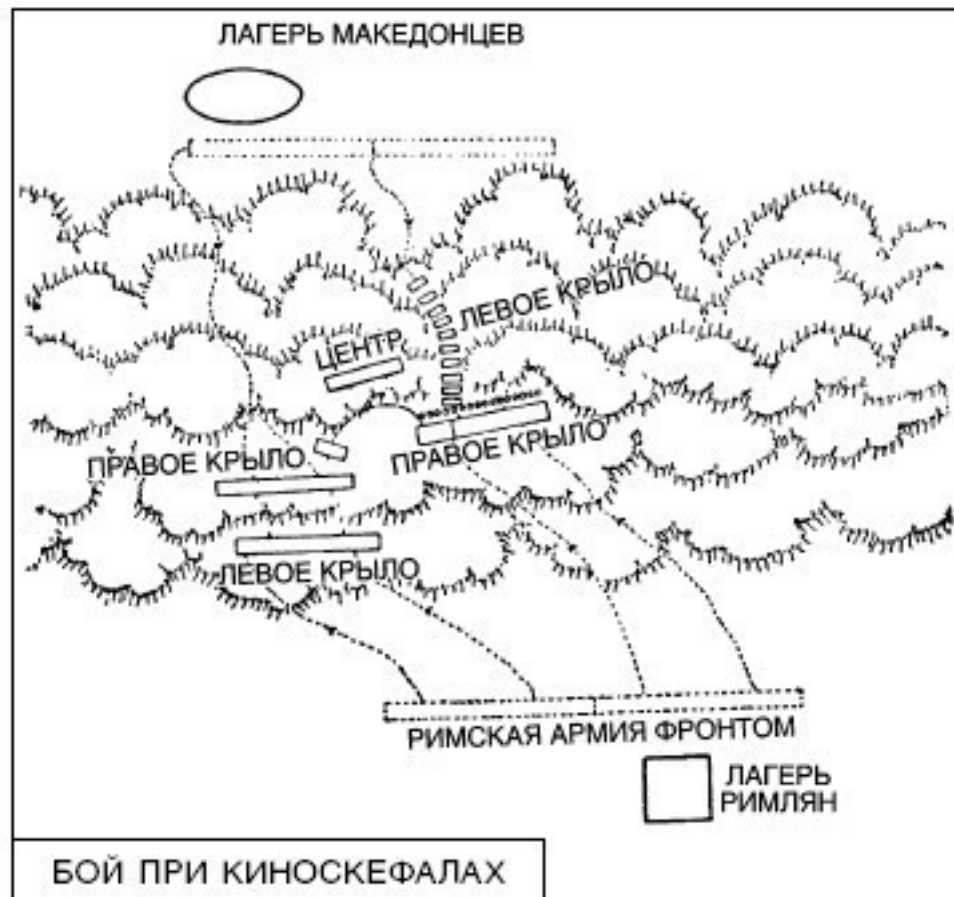 ЛАГЕРЬ МАКЕДОНЦЕВ
ЛЕВОЕ КРЫЛО
ЦЕНТР
ПРАВОЕ КРЫЛО
ПРАВОЕ КРЫЛО
ЛЕВОЕ КРЫЛО
РИМСКАЯ АРМИЯ ФРОНТОМ
ЛАГЕРЬ
РИМЛЯН
БОЙ ПРИ КИНОСКЕФАЛАХ